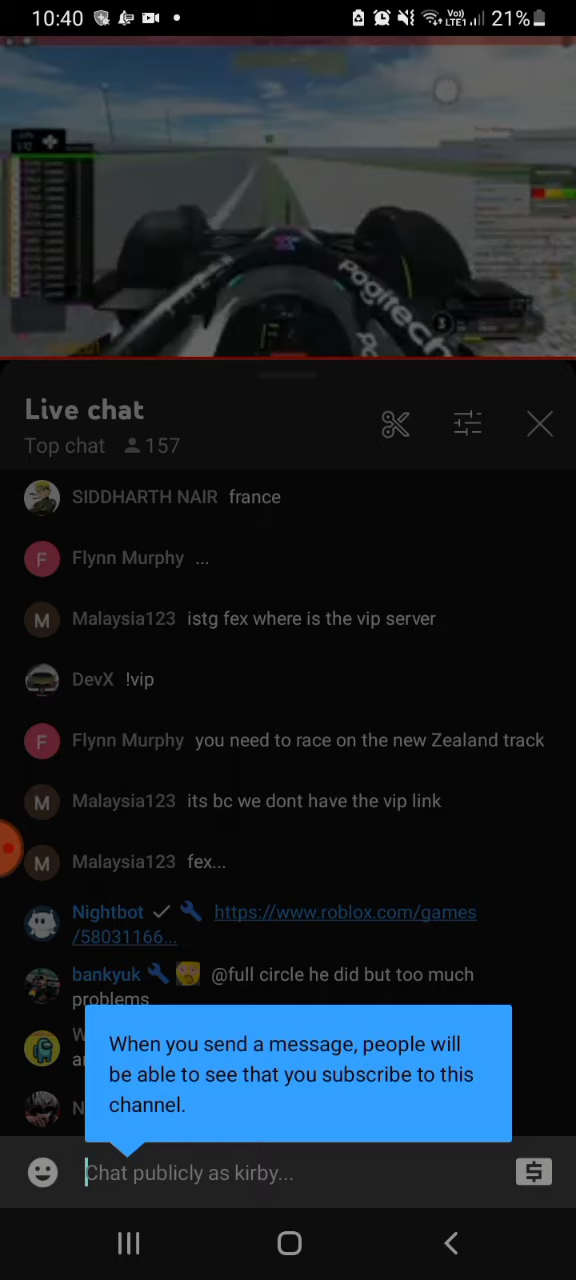 10:40 Vo)) LTE1 21%
pogitech
Live chat
Top chat 157
SIDDHARTH NAIR france
F Flynn Murphy ...
M Malaysia123 istg fex where is the vip server
DevX !vip
F Flynn Murphy you need to race on the new Zealand track
M Malaysia123 its bc we dont have the vip link
M Malaysia123 fex...
Nightbot https://www.roblox.com/games
/58031166...
bankyuk @full circle he did but too much
problems
When you send a message, people will
be able to see that you subscribe to this
channel.
Chat publicly as kirby...